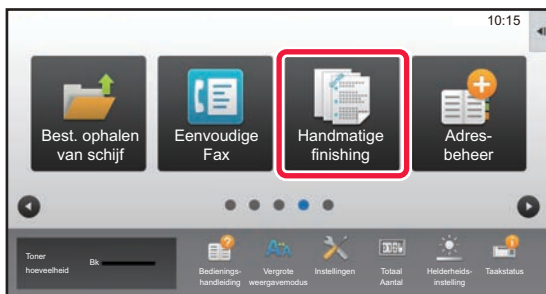 10:15
Best. ophalen
van schijf
Eenvoudige
Fax
Handmatige
finishing
Adres-
beheer
Toner
hoeveelheid
Bk
Bedienings-
handleiding
Vergrote
weergavemodus
Instellingen
Totaal
Aantal
Helderheids-
instelling
Taakstatus